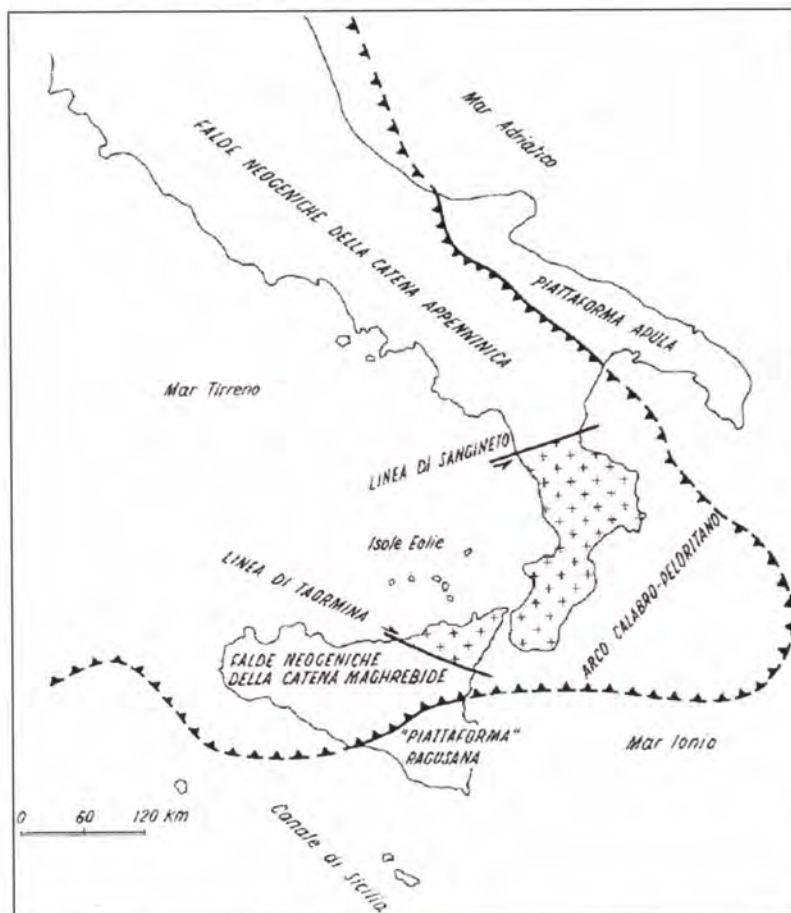 Mar Adriatico
FALDE NEOGENICHE DELLA CATENA APPENNINICA
PIATTAFORMA APULA
Mar Tirreno
LINEA DI SANGINETO
Isole Eolie
LINEA DI TAORMINA
ARCO CALABRO-PELORITANO
FALDE NEOGENICHE
DELLA CATENA MAGHREBIDE
"PIATTAFORMA"
RAGUSANA
Mar Ionio
0 60 120 KM
Canale di Sicilia